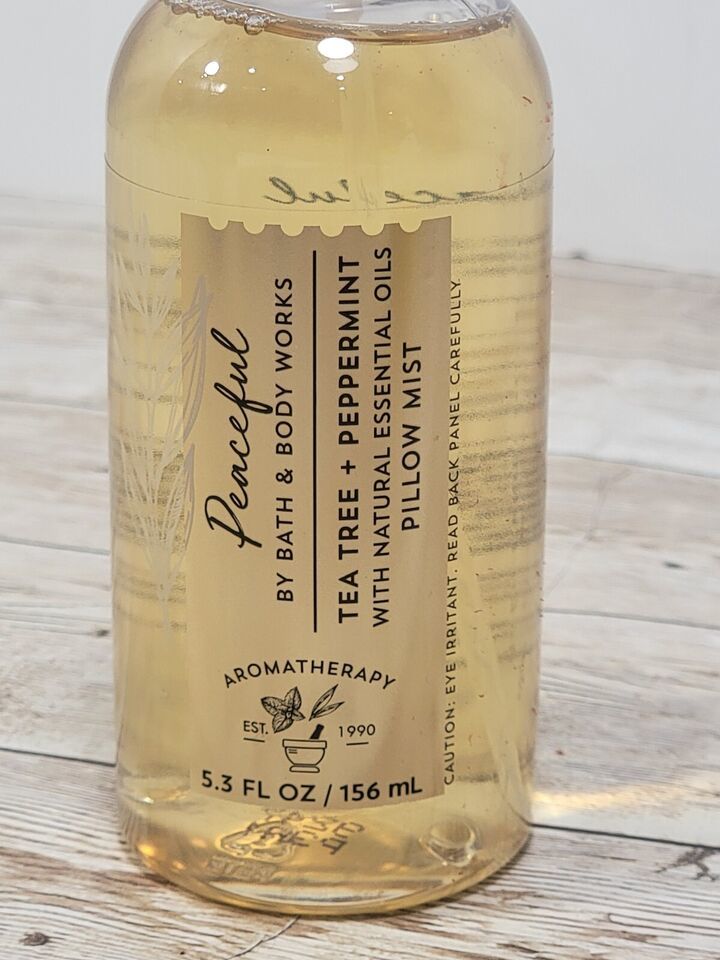 Peaceful
BY BATH & BODY WORKS
TEA TREE + PEPPERMINT
WITH NATURAL ESSENTIAL OILS
PILLOW MIST
CAUTION: EYE IRRITANT. READ BACK PANEL CAREFULLY.
AROMATHERAPY
EST. 1990
5.3 FL OZ / 156 mL